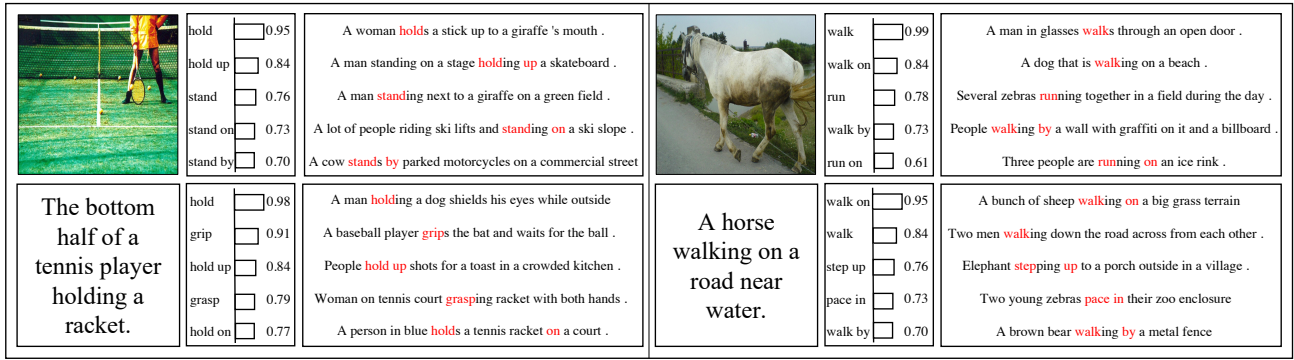 hold 0.95
hold up 0.84
stand 0.76
stand on 0.73
stand by 0.70
A woman holds a stick up to a giraffe 's mouth .
A man standing on a stage holding up a skateboard .
A man standing next to a giraffe on a green field .
A lot of people riding ski lifts and standing on a ski slope .
A cow stands by parked motorcycles on a commercial street
The bottom
half of a
tennis player
holding a
racket.
hold 0.98
grip 0.91
hold up 0.84
grasp 0.79
hold on 0.77
A man holding a dog shields his eyes while outside
A baseball player grips the bat and waits for the ball .
People hold up shots for a toast in a crowded kitchen .
Woman on tennis court grasping racket with both hands .
A person in blue holds a tennis racket on a court .
walk 0.99
walk on 0.84
run 0.78
walk by 0.73
run on 0.61
A man in glasses walks through an open door .
A dog that is walking on a beach .
Several zebras running together in a field during the day .
People walking by a wall with graffiti on it and a billboard .
Three people are running on an ice rink .
A horse
walking on a
road near
water.
walk on 0.95
walk 0.84
step up 0.76
pace in 0.73
walk by 0.70
A bunch of sheep walking on a big grass terrain
Two men walking down the road across from each other .
Elephant stepping up to a porch outside in a village .
Two young zebras pace in their zoo enclosure
A brown bear walking by a metal fence